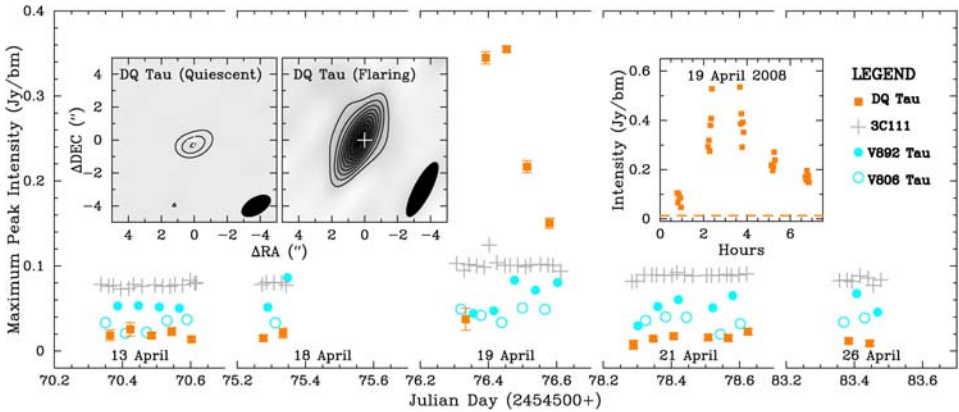 0.4
0.3
0.2
0.1
0
Maximum Peak Intensity (Jy/bm)
DQ Tau (Quiescent)
DQ Tau (Flaring)
4
2
0
−2
−4
ΔDEC (″)
4 2 0 −2 −4
4 2 0 −2 −4
ΔRA (″)
19 April 2008
0.6
0.4
0.2
0
Intensity (Jy/bm)
0 2 4 6
Hours
LEGEND
DQ Tau
3C111
V892 Tau
V806 Tau
13 April
18 April
19 April
21 April
26 April
70.2 70.4 70.6 75.2 75.4 75.6 76.2 76.4 76.6 78.2 78.4 78.6 83.2 83.4 83.6
Julian Day (2454500+)